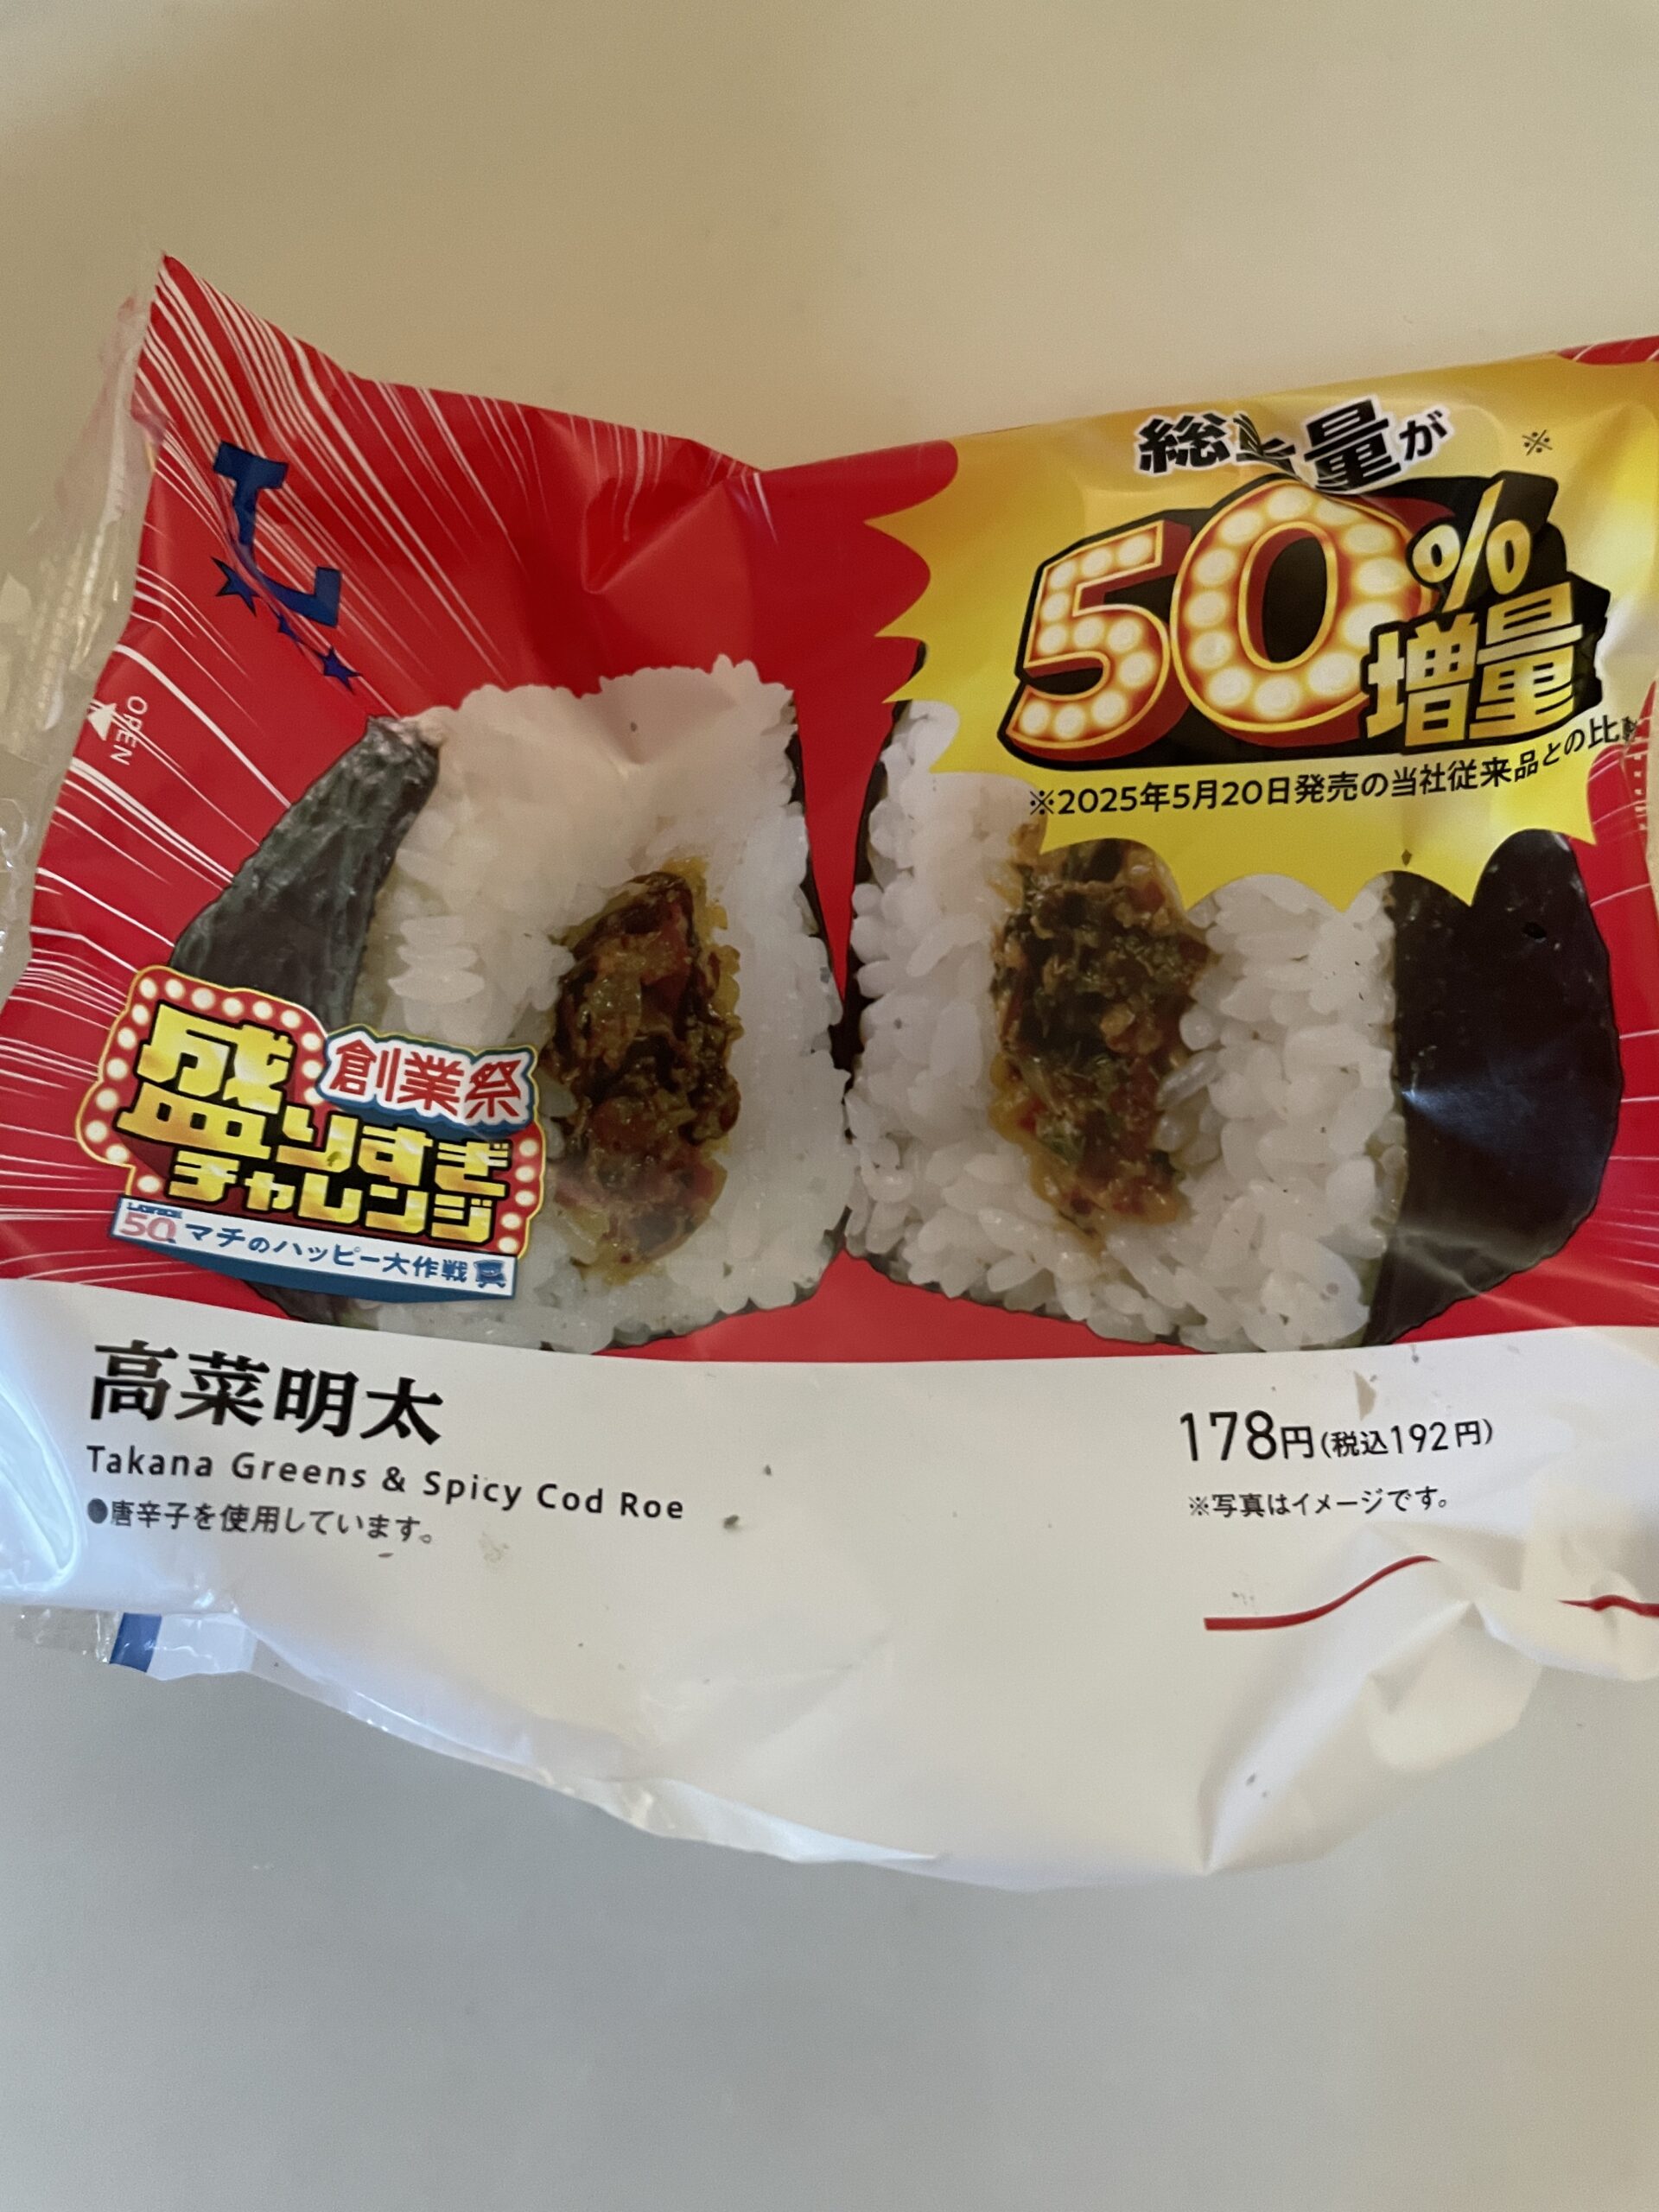 L
OPEN
総重量が※
50%
増量
※2025年5月20日発売の当社従来品との比較
創業祭
盛りすぎ
チャレンジ
LAWSON
50th マチのハッピー大作戦
高菜明太
Takana Greens & Spicy Cod Roe
●唐辛子を使用しています。
178円(税込192円)
※写真はイメージです。